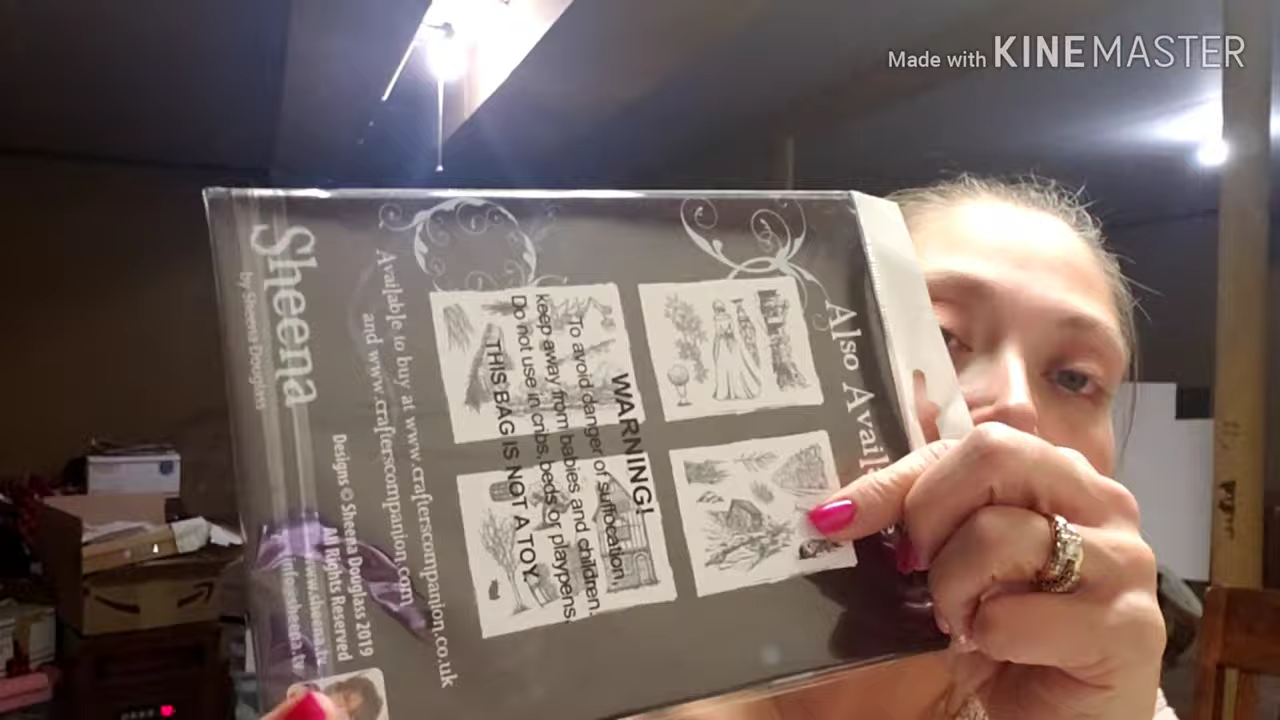 Made with KINEMASTER
Also Avail
WARNING!
To avoid danger of suffocation,
keep away from babies and children.
Do not use in cribs, beds or playpens.
THIS BAG IS NOT A TOY.
Available to buy at www.crafterscompanion.co.uk
and www.crafterscompanion.com
Sheena
by Sheena Douglass
Designs © Sheena Douglass 2019
All Rights Reserved
www.sheena.tv